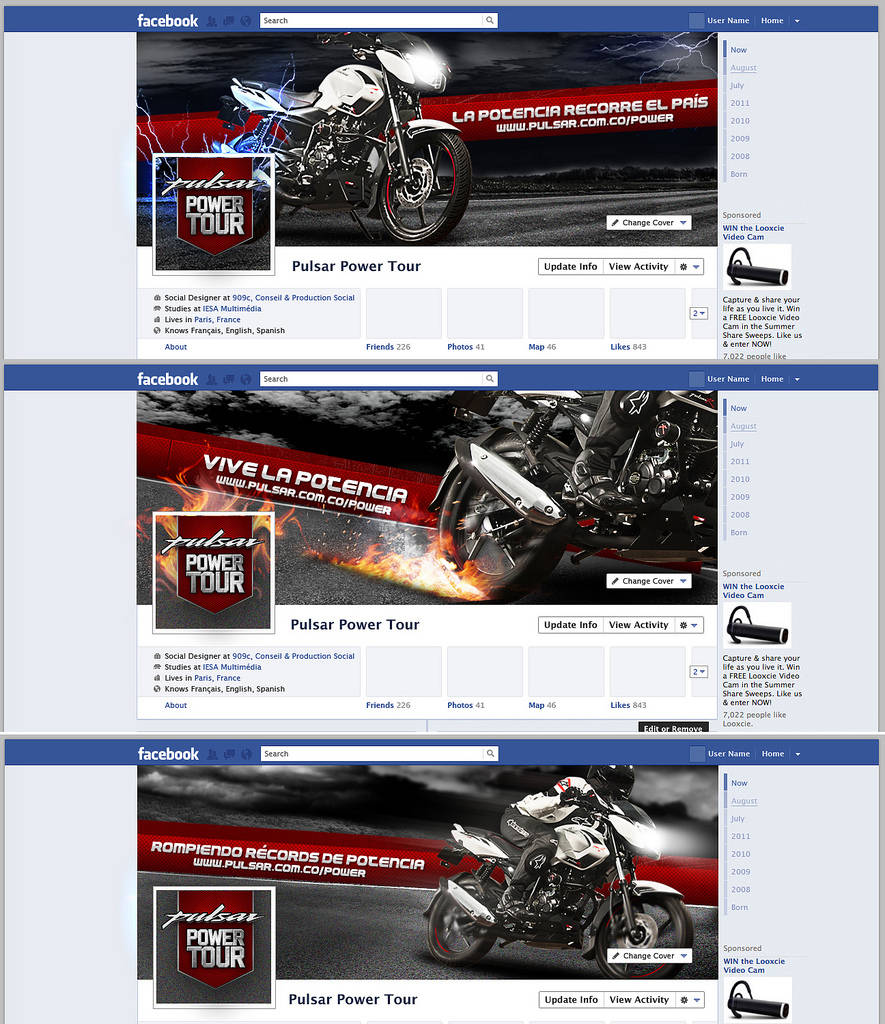 facebook
Search
User Name
Home
LA POTENCIA RECORRE EL PAÍS
WWW.PULSAR.COM.CO/POWER
pulsar
POWER
TOUR
Change Cover
Pulsar Power Tour
Update Info
View Activity
Social Designer at 909c, Conseil & Production Social
Studies at IESA Multimédia
Lives in Paris, France
Knows Français, English, Spanish
About
Friends 226
Photos 41
Map 46
Likes 843
2
Now
August
July
2011
2010
2009
2008
Born
Sponsored
WIN the Looxcie
Video Cam
Capture & share your
life as you live it. Win
a FREE Looxcie Video
Cam in the Summer
Share Sweeps. Like us
& enter NOW!
7,022 people like
facebook
Search
User Name
Home
VIVE LA POTENCIA
WWW.PULSAR.COM.CO/POWER
pulsar
POWER
TOUR
Change Cover
Pulsar Power Tour
Update Info
View Activity
Social Designer at 909c, Conseil & Production Social
Studies at IESA Multimédia
Lives in Paris, France
Knows Français, English, Spanish
About
Friends 226
Photos 41
Map 46
Likes 843
2
Edit or Remove
Now
August
July
2011
2010
2009
2008
Born
Sponsored
WIN the Looxcie
Video Cam
Capture & share your
life as you live it. Win
a FREE Looxcie Video
Cam in the Summer
Share Sweeps. Like us
& enter NOW!
7,022 people like
Looxcie.
facebook
Search
User Name
Home
ROMPIENDO RÉCORDS DE POTENCIA
WWW.PULSAR.COM.CO/POWER
pulsar
POWER
TOUR
Change Cover
Pulsar Power Tour
Update Info
View Activity
Now
August
July
2011
2010
2009
2008
Born
Sponsored
WIN the Looxcie
Video Cam